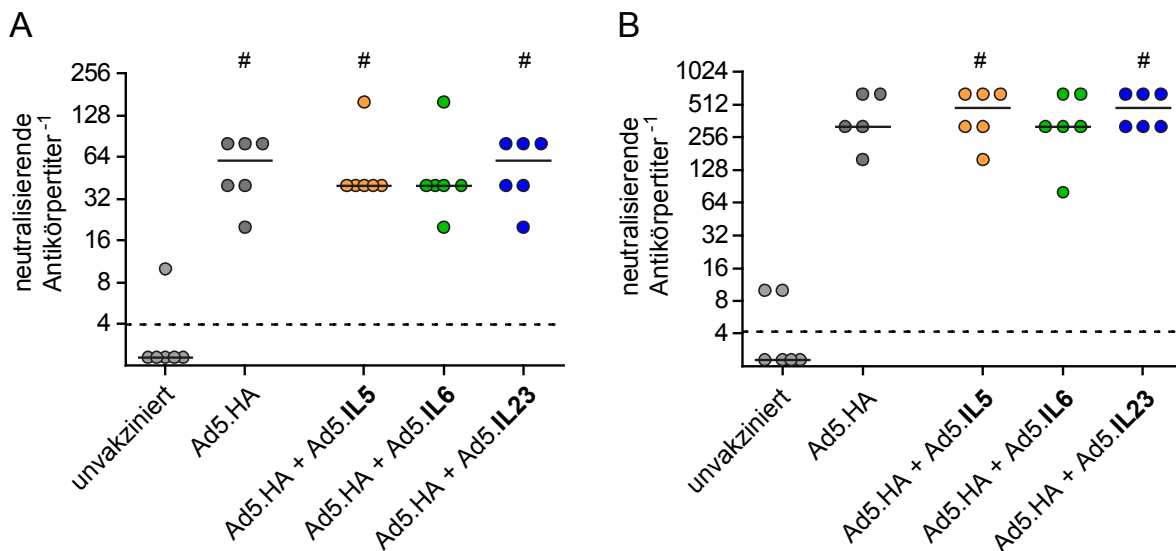 A
# # #
256
128
64
32
16
8
4
neutralisierende
Antikörpertiter-1
unvakziniert
Ad5.HA
Ad5.HA + Ad5.IL5
Ad5.HA + Ad5.IL6
Ad5.HA + Ad5.IL23
B
# #
1024
512
256
128
64
32
16
8
4
neutralisierende
Antikörpertiter-1
unvakziniert
Ad5.HA
Ad5.HA + Ad5.IL5
Ad5.HA + Ad5.IL6
Ad5.HA + Ad5.IL23